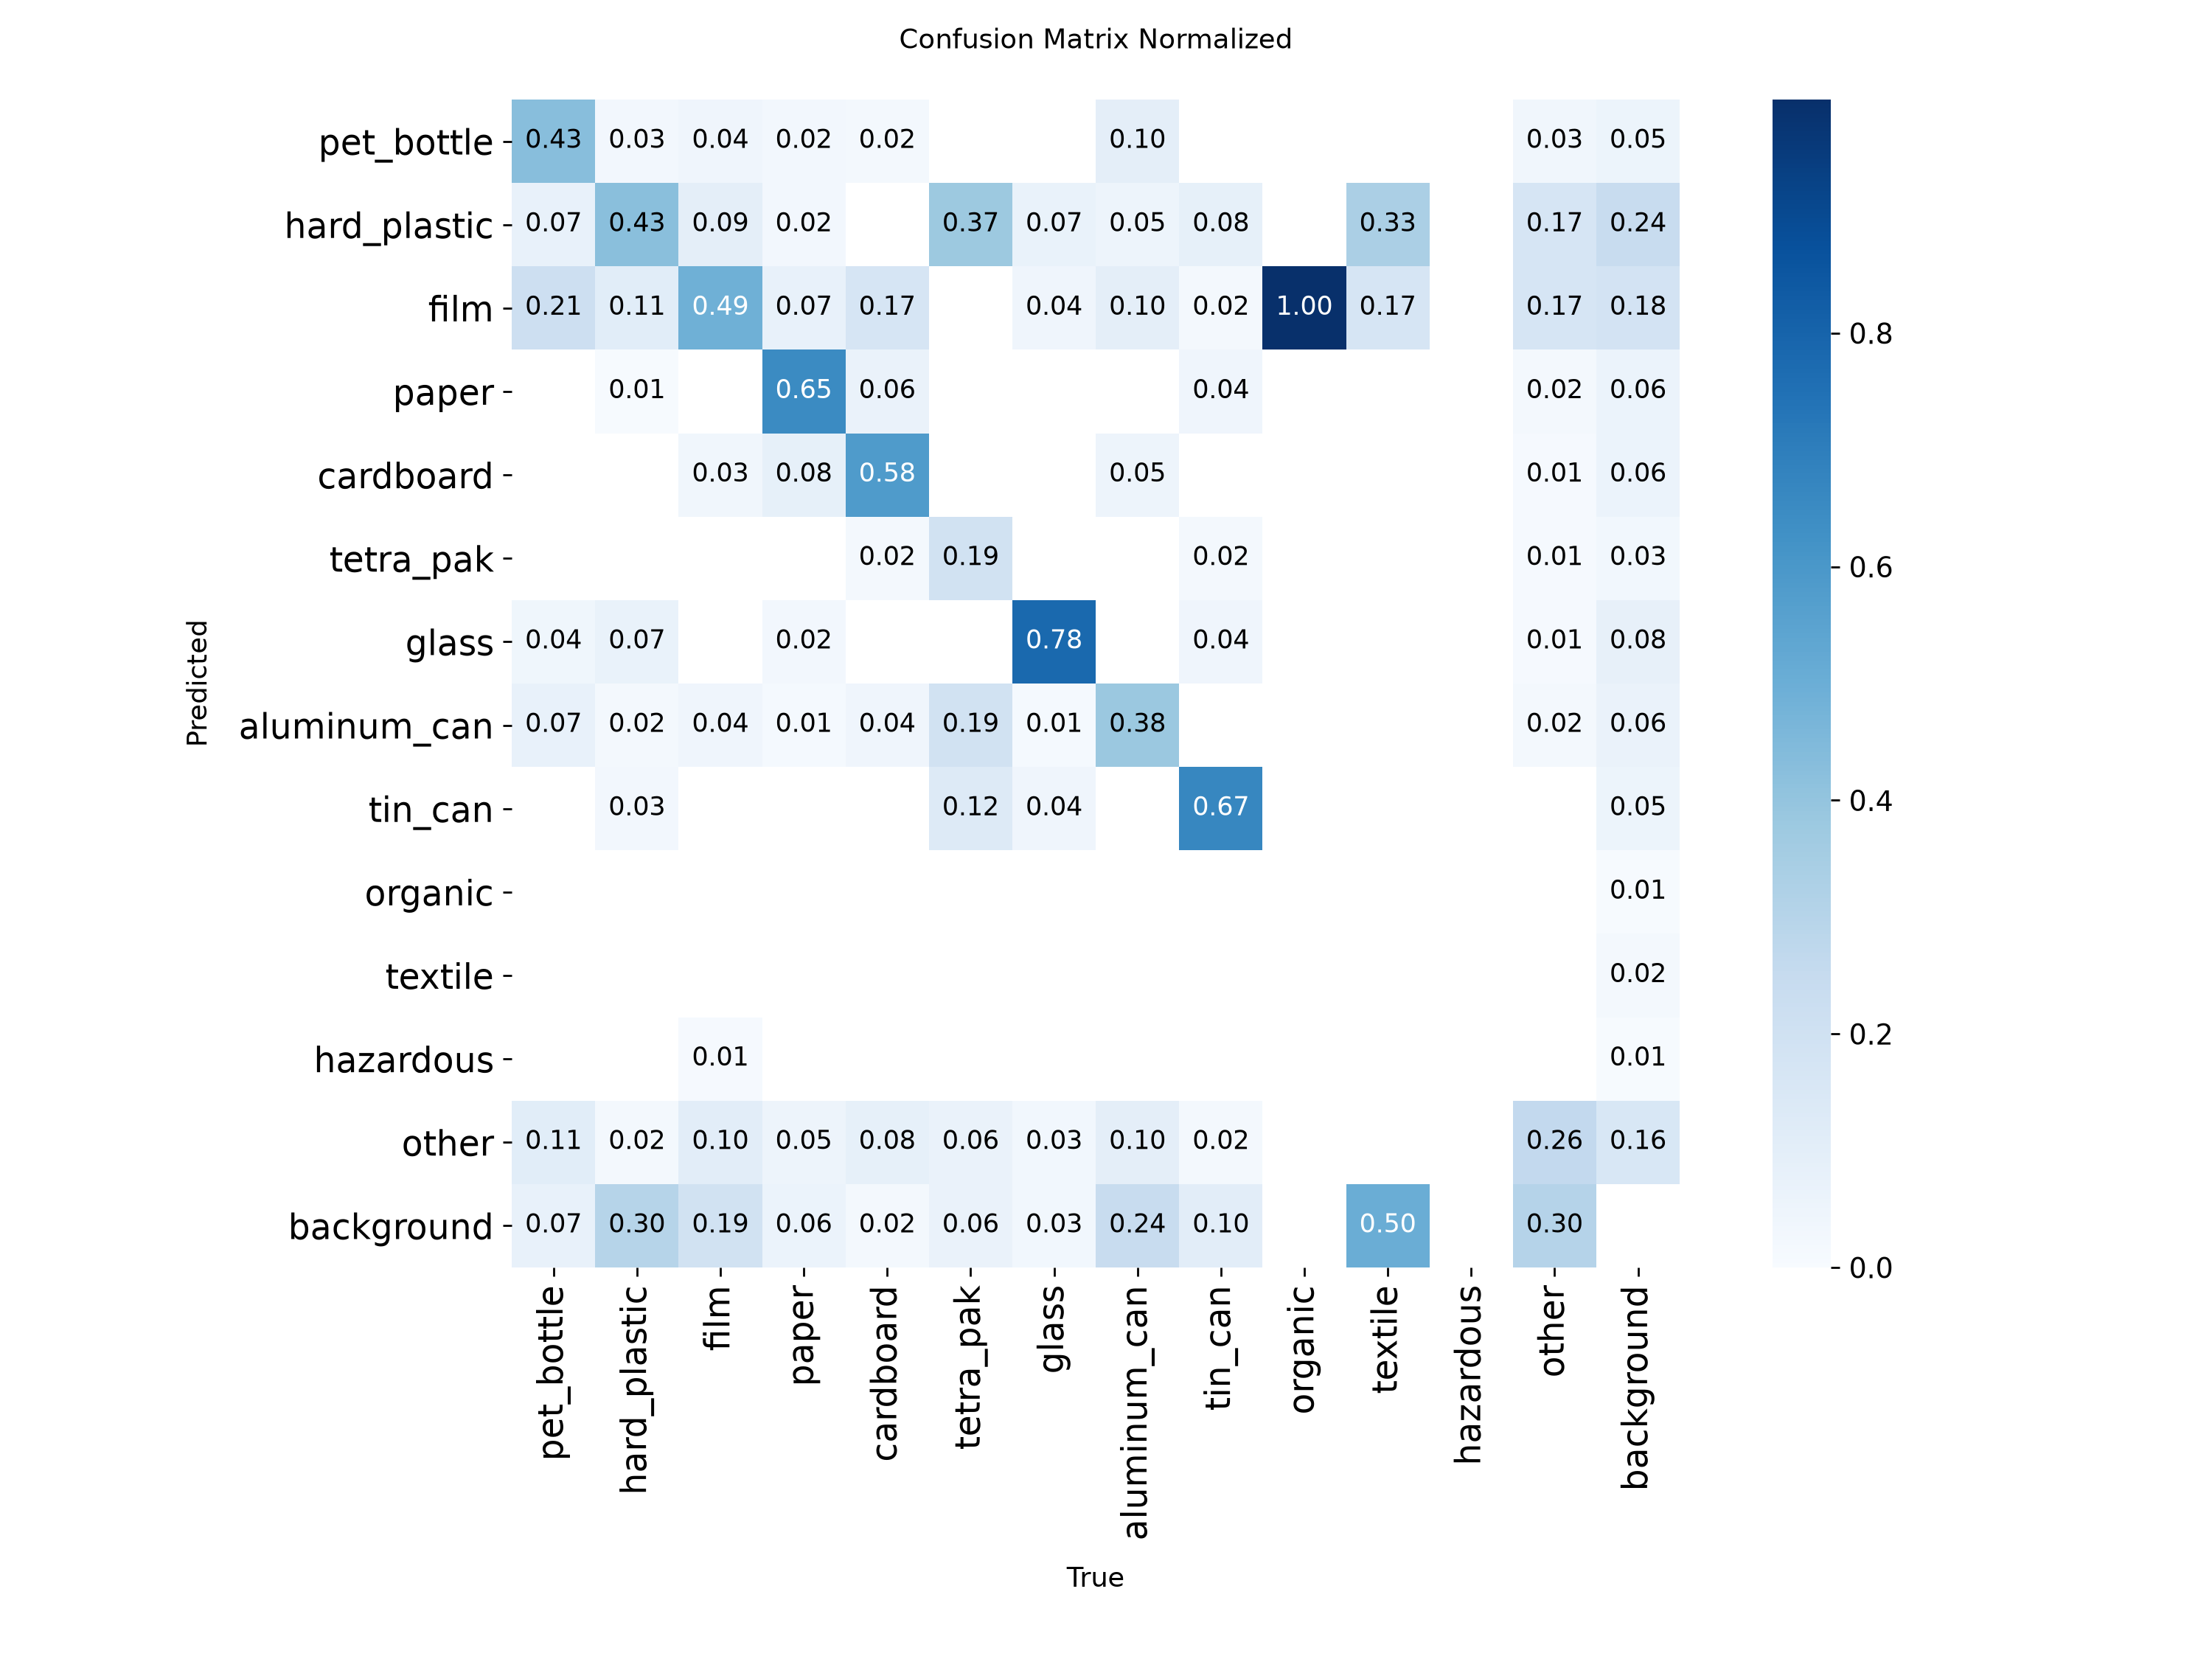 Confusion Matrix Normalized
pet_bottle 0.43 0.03 0.04 0.02 0.02 0.10 0.03 0.05
hard_plastic 0.07 0.43 0.09 0.02 0.37 0.07 0.05 0.08 0.33 0.17 0.24
film 0.21 0.11 0.49 0.07 0.17 0.04 0.10 0.02 1.00 0.17 0.17 0.18
paper 0.01 0.65 0.06 0.04 0.02 0.06
cardboard 0.03 0.08 0.58 0.05 0.01 0.06
tetra_pak 0.02 0.19 0.02 0.01 0.03
glass 0.04 0.07 0.02 0.78 0.04 0.01 0.08
aluminum_can 0.07 0.02 0.04 0.01 0.04 0.19 0.01 0.38 0.02 0.06
tin_can 0.03 0.12 0.04 0.67 0.05
organic 0.01
textile 0.02
hazardous 0.01 0.01
other 0.11 0.02 0.10 0.05 0.08 0.06 0.03 0.10 0.02 0.26 0.16
background 0.07 0.30 0.19 0.06 0.02 0.06 0.03 0.24 0.10 0.50 0.30
Predicted
pet_bottle
hard_plastic
film
paper
cardboard
tetra_pak
glass
aluminum_can
tin_can
organic
textile
hazardous
other
background
True
0.8
0.6
0.4
0.2
0.0